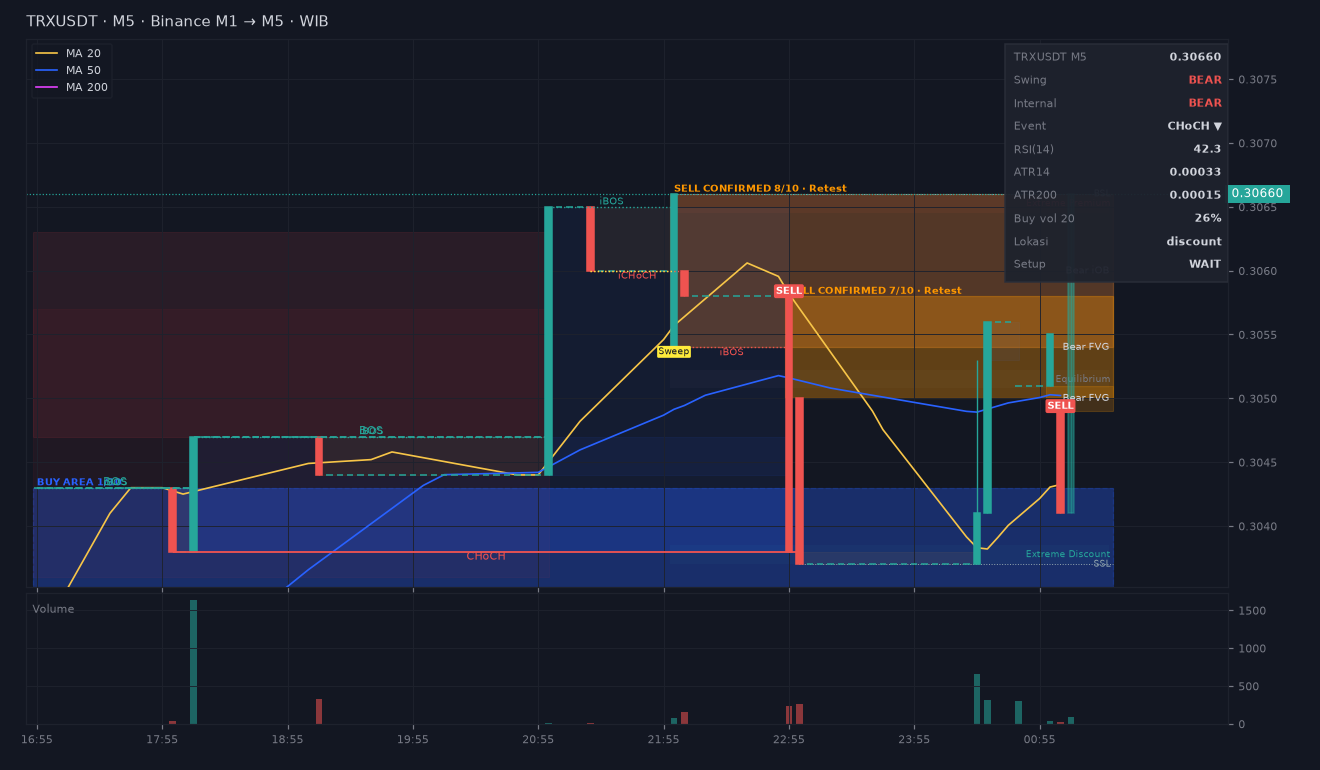 TRXUSDT · M5 · Binance M1 → M5 · WIB
MA 20
MA 50
MA 200
TRXUSDT M5 0.30660
Swing BEAR
Internal BEAR
Event CHoCH ▼
RSI(14) 42.3
ATR14 0.00033
ATR200 0.00015
Buy vol 20 26%
Lokasi discount
Setup WAIT
0.3075
0.3070
0.30660
0.3065
0.3060
0.3055
0.3050
0.3045
0.3040
SELL CONFIRMED 8/10 · Retest
iBOS
iCHoCH
SELL
LL CONFIRMED 7/10 · Retest
Sweep
iBOS
Bear FVG
Equilibrium
Bear FVG
SELL
BOS
BUY AREA
BOS
CHoCH
Extreme Discount
SSL
Volume
1500
1000
500
0
16:55 17:55 18:55 19:55 20:55 21:55 22:55 23:55 00:55